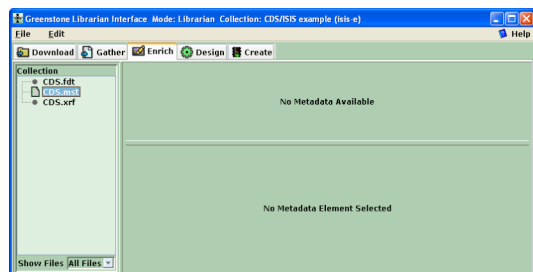 Greenstone Librarian Interface Mode: Librarian Collection: CDS/ISIS example (isis-e)
File Edit Help
Download Gather Enrich Design Create
Collection
CDS.fdt
CDS.mst
CDS.xrf
No Metadata Available
No Metadata Element Selected
Show Files All Files